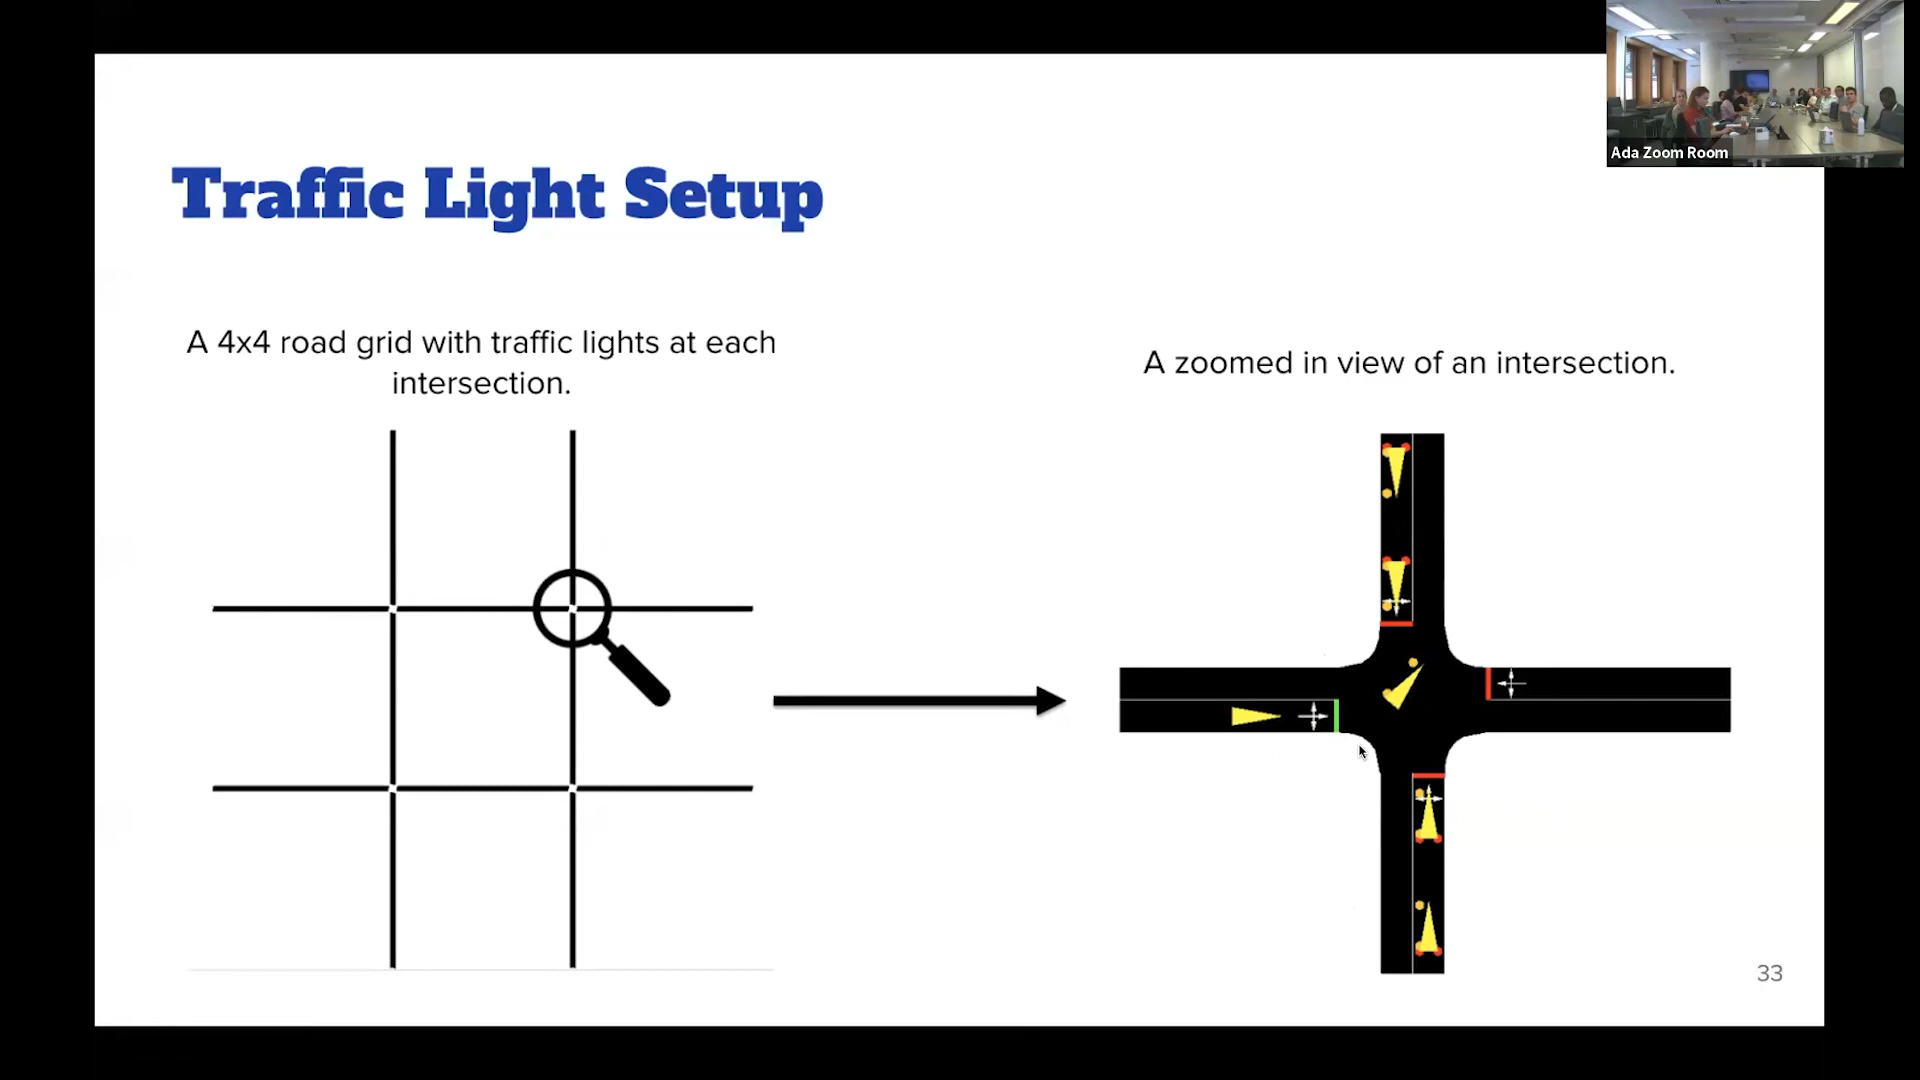 Ada Zoom Room
Traffic Light Setup
A 4x4 road grid with traffic lights at each
intersection.
A zoomed in view of an intersection.
33